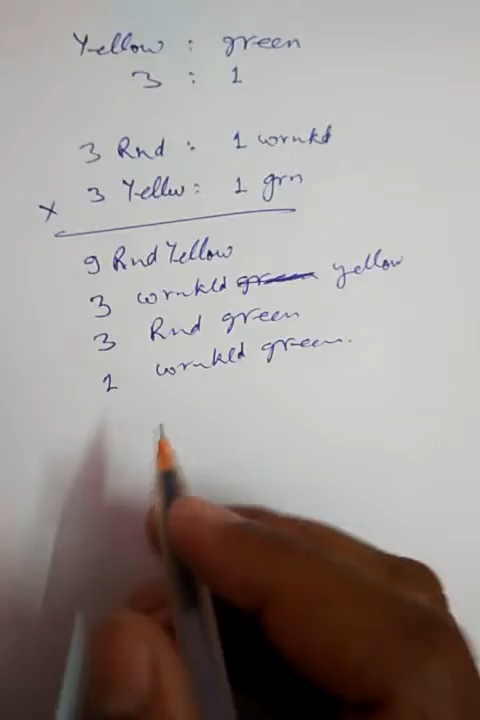 Yellow : green
3 : 1
3 Rnd : 1 wrnkd
x 3 Yellw : 1 grn
9 Rnd Yellow
3 wrnkld green yellow
3 Rnd green
1 wrnkld green.